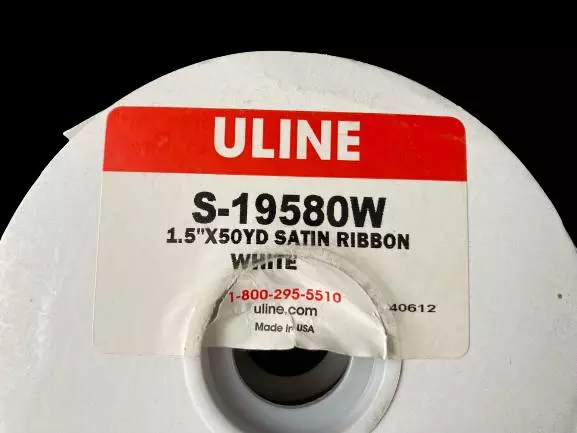 ULINE
S-19580W
1.5"X50YD SATIN RIBBON
WHITE
1-800-295-5510
uline.com 40612
Made in USA